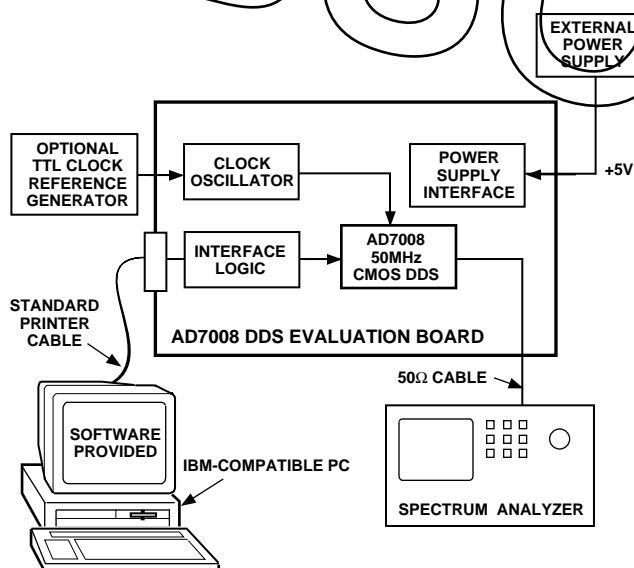 EXTERNAL
POWER
SUPPLY
OPTIONAL
TTL CLOCK
REFERENCE
GENERATOR
CLOCK
OSCILLATOR
POWER
SUPPLY
INTERFACE
+5V
INTERFACE
LOGIC
AD7008
50MHz
CMOS DDS
STANDARD
PRINTER
CABLE
AD7008 DDS EVALUATION BOARD
50Ω CABLE
SOFTWARE
PROVIDED
IBM-COMPATIBLE PC
SPECTRUM ANALYZER